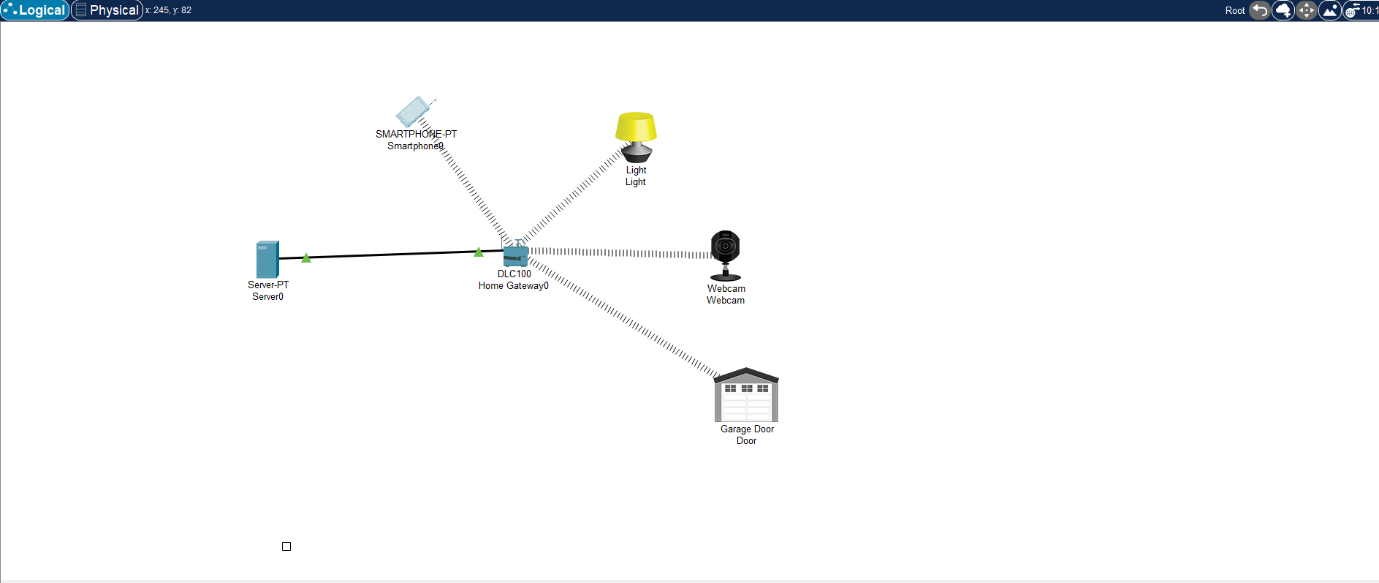 Logical Physical x: 245, y: 82 Root
SMARTPHONE-PT
Smartphone0
Light
Light
Server-PT
Server0
DLC100
Home Gateway0
Webcam
Webcam
Garage Door
Door